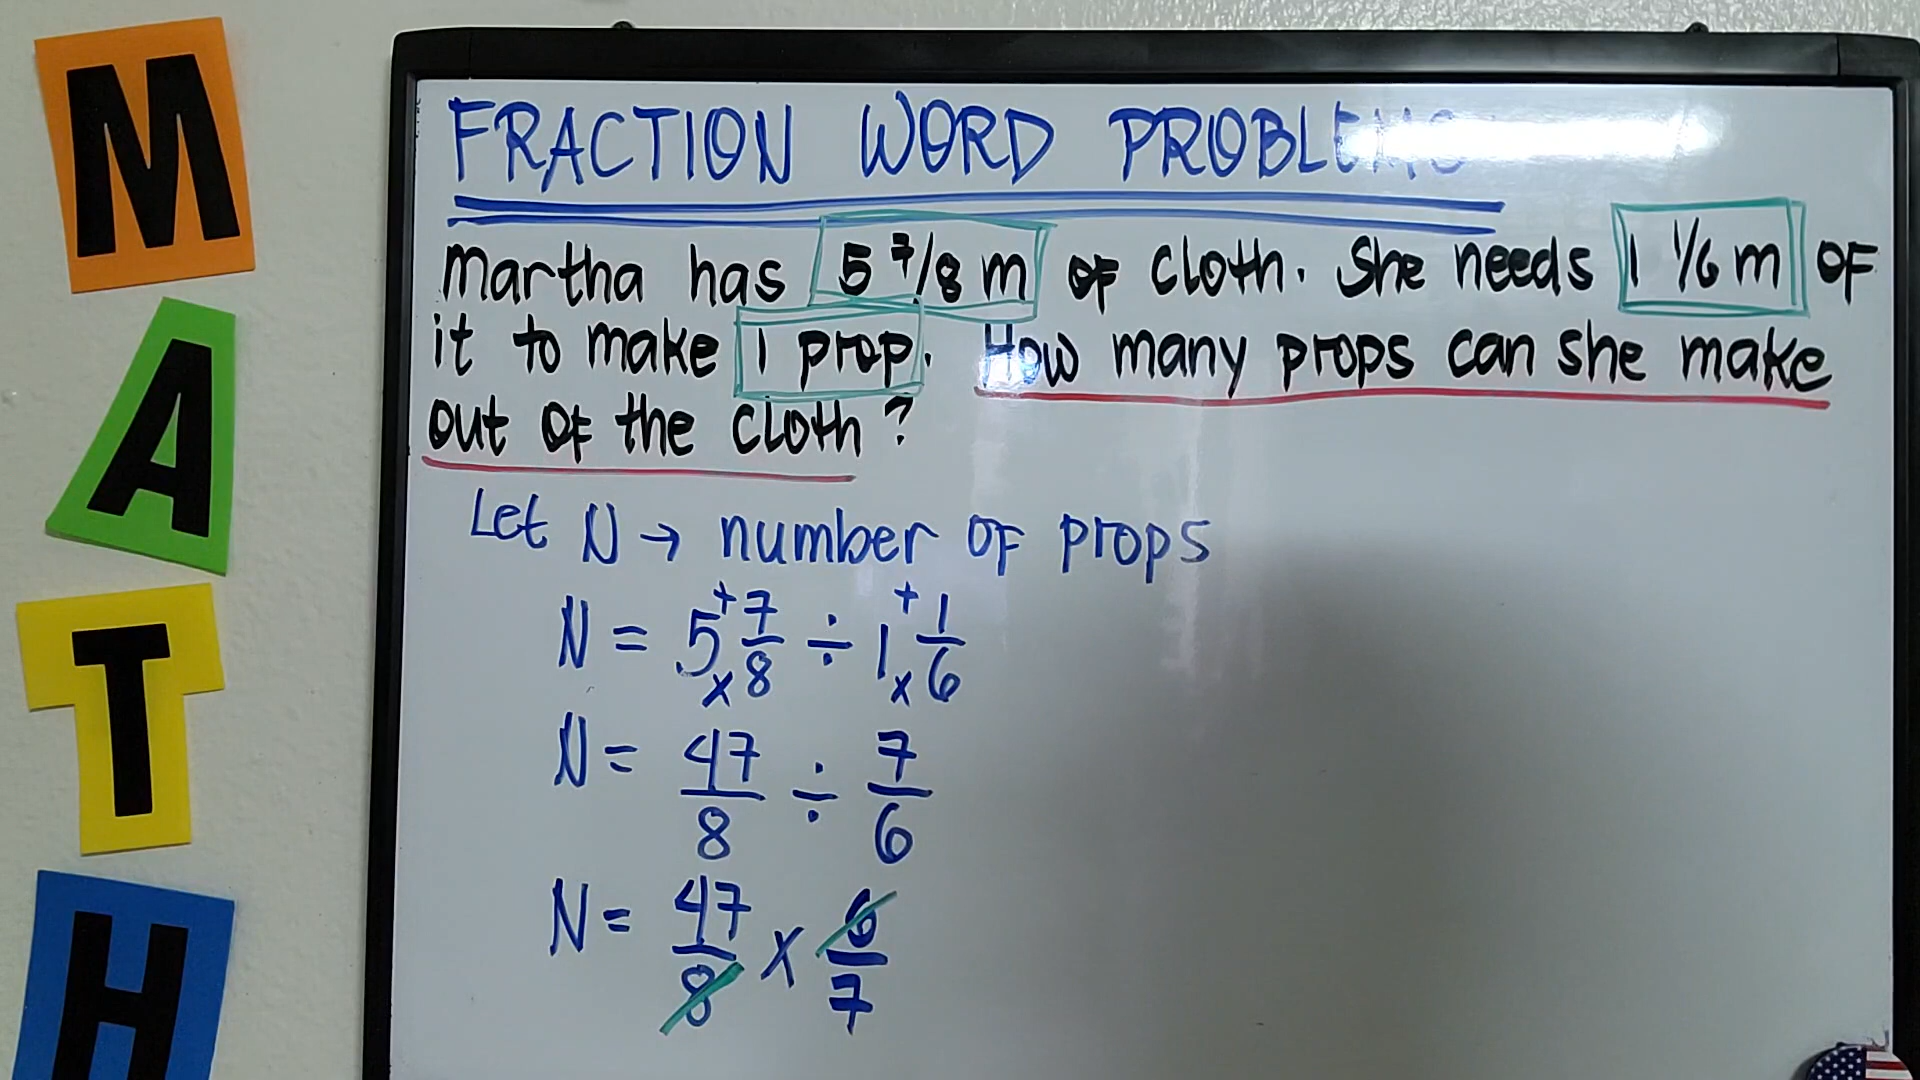 MATH
FRACTION WORD PROBLEMS
Martha has 5 7/8 m of cloth. She needs 1 1/6 m of
it to make 1 prop. How many props can she make
out of the cloth?
Let N → number of props
N = 5 + 7/8 x ÷ 1 + 1/6 x
N = 47/8 ÷ 7/6
N = 47/8 x 6/7